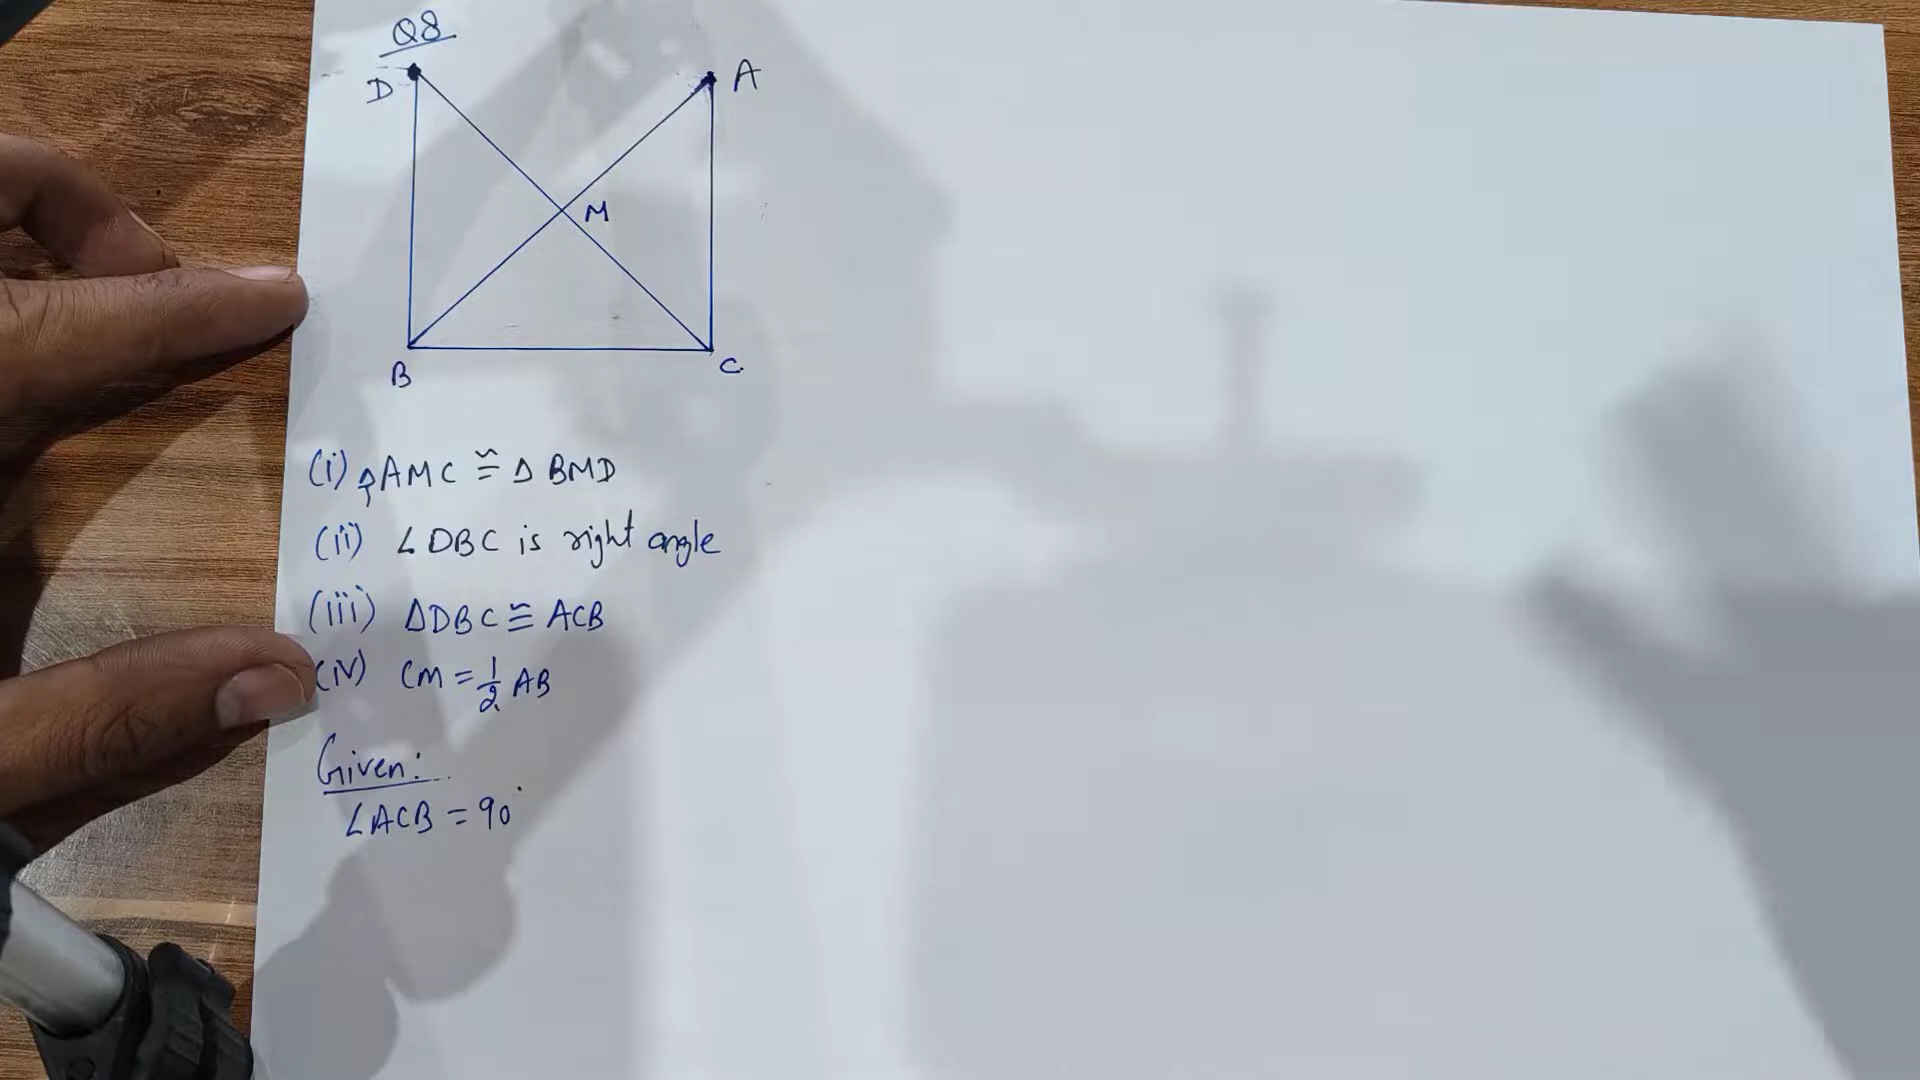 Q8
D
A
M
B
C
(i) ΔAMC ≅ Δ BMD
(ii) ∠DBC is right angle
(iii) ΔDBC ≅ ACB
(iv) CM = 1/2 AB
Given:
∠ACB = 90°